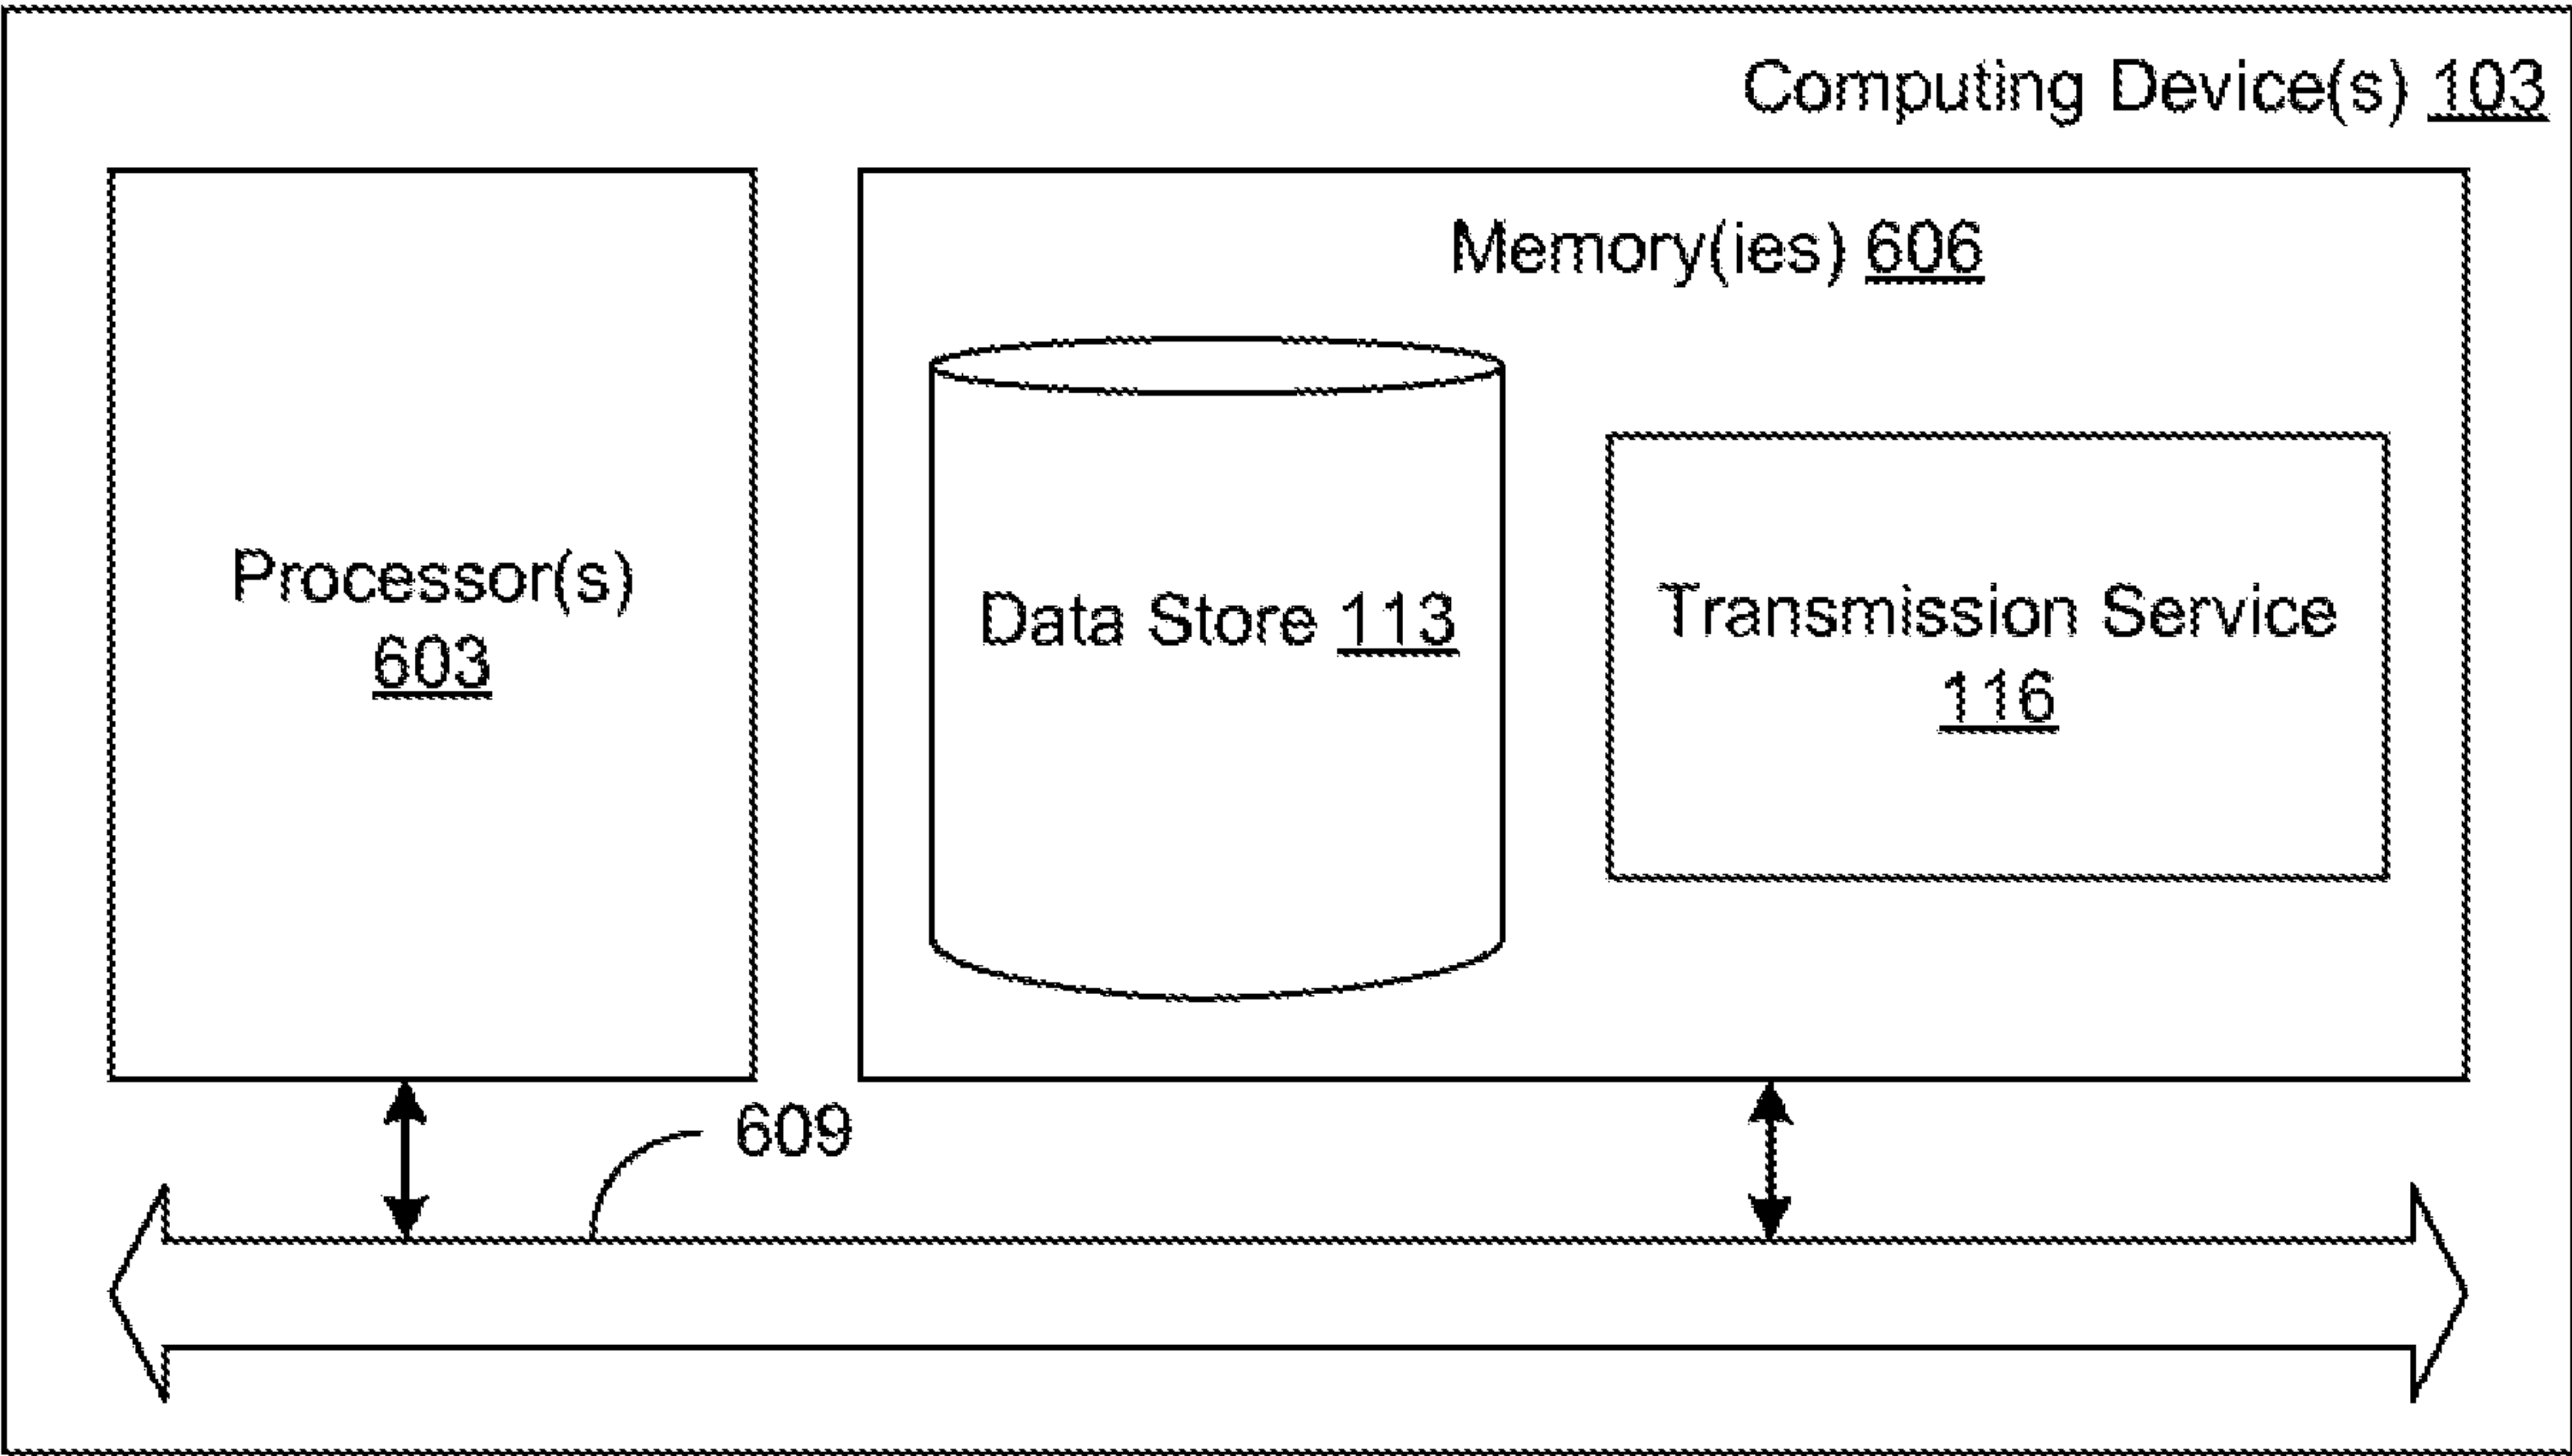 Computing Device(s) 103
Memory(ies) 606
Processor(s)
603
Data Store 113
Transmission Service
116
609